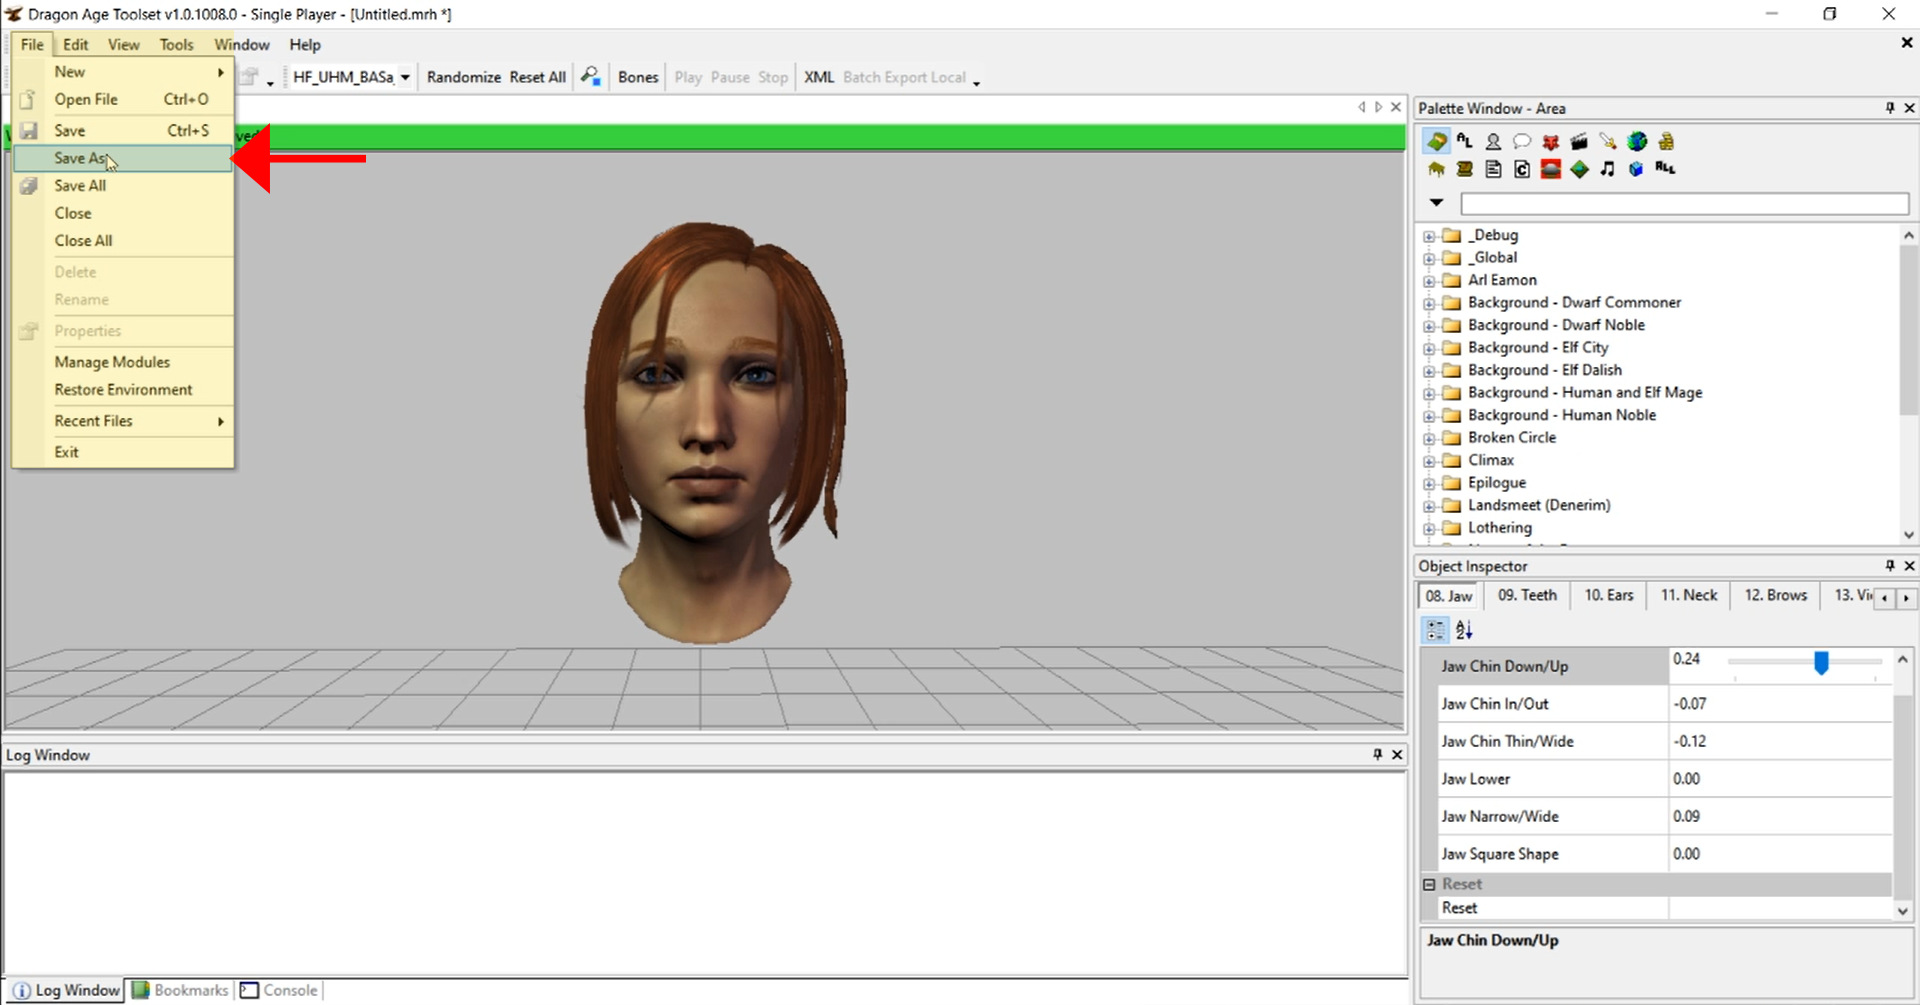 Dragon Age Toolset v1.0.1008.0 - Single Player - [Untitled.mrh *]
File Edit View Tools Window Help
HF_UHM_BASa Randomize Reset All Bones Play Pause Stop XML Batch Export Local
New
Open File Ctrl+O
Save Ctrl+S
Save As
Save All
Close
Close All
Delete
Rename
Properties
Manage Modules
Restore Environment
Recent Files
Exit
Palette Window - Area
_Debug
_Global
Arl Eamon
Background - Dwarf Commoner
Background - Dwarf Noble
Background - Elf City
Background - Elf Dalish
Background - Human and Elf Mage
Background - Human Noble
Broken Circle
Climax
Epilogue
Landsmeet (Denerim)
Lothering
Object Inspector
08. Jaw 09. Teeth 10. Ears 11. Neck 12. Brows 13. Vi
Jaw Chin Down/Up 0.24
Jaw Chin In/Out -0.07
Jaw Chin Thin/Wide -0.12
Jaw Lower 0.00
Jaw Narrow/Wide 0.09
Jaw Square Shape 0.00
Reset
Reset
Jaw Chin Down/Up
Log Window
Log Window Bookmarks Console